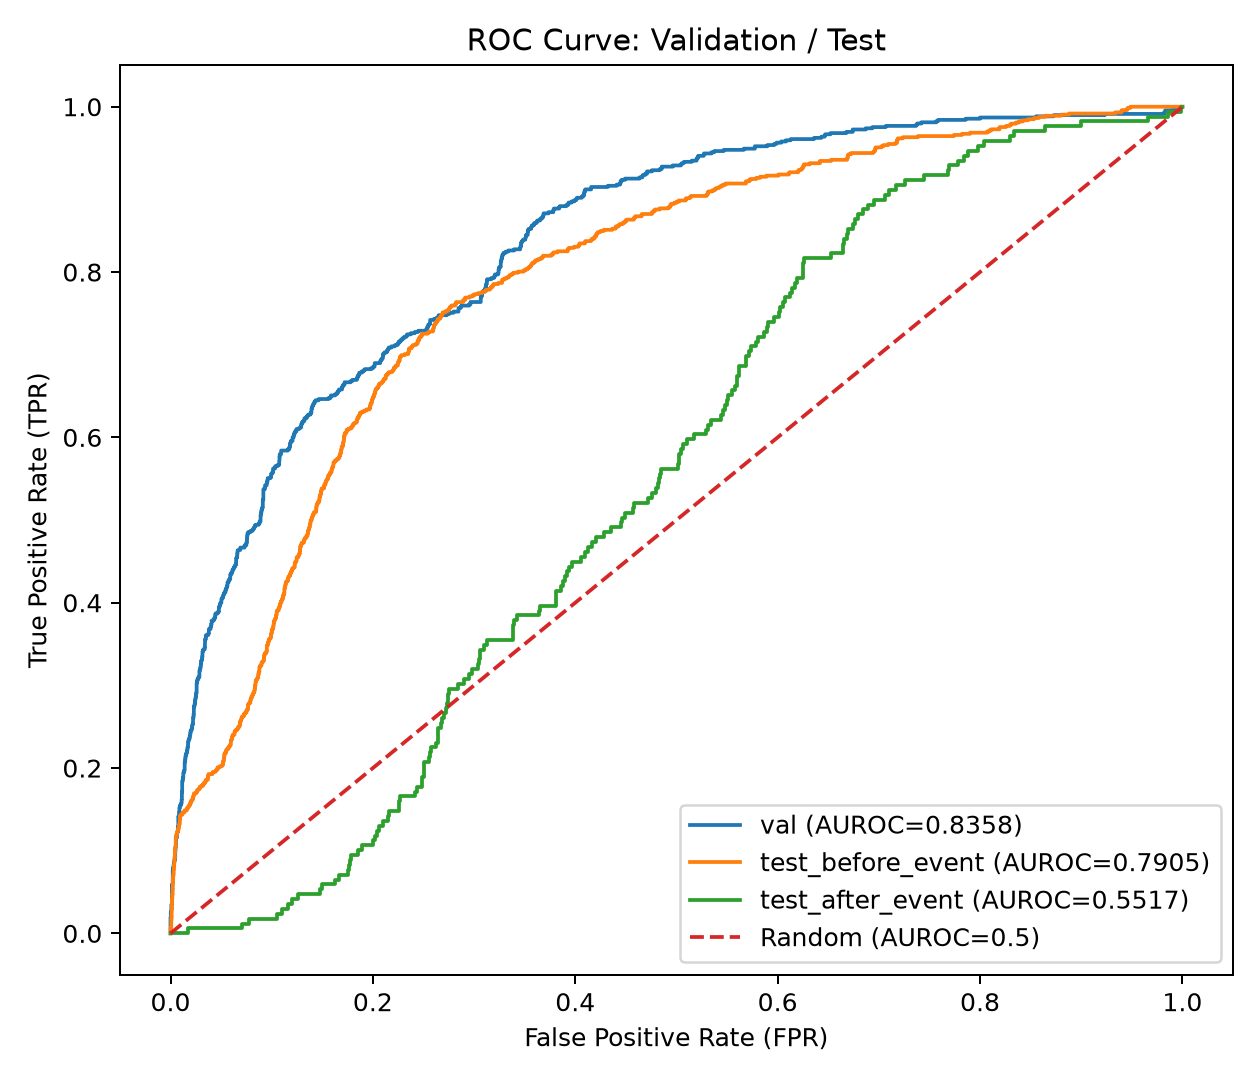 ROC Curve: Validation / Test
True Positive Rate (TPR)
1.0
0.8
0.6
0.4
0.2
0.0
val (AUROC=0.8358)
test_before_event (AUROC=0.7905)
test_after_event (AUROC=0.5517)
Random (AUROC=0.5)
0.0 0.2 0.4 0.6 0.8 1.0
False Positive Rate (FPR)